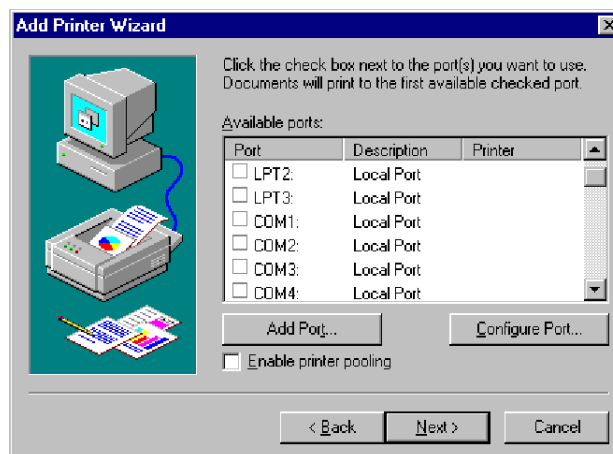 Add Printer Wizard
Click the check box next to the port(s) you want to use.
Documents will print to the first available checked port.
Available ports:
Port Description Printer
LPT2: Local Port
LPT3: Local Port
COM1: Local Port
COM2: Local Port
COM3: Local Port
COM4: Local Port
Add Port... Configure Port...
Enable printer pooling
< Back Next > Cancel